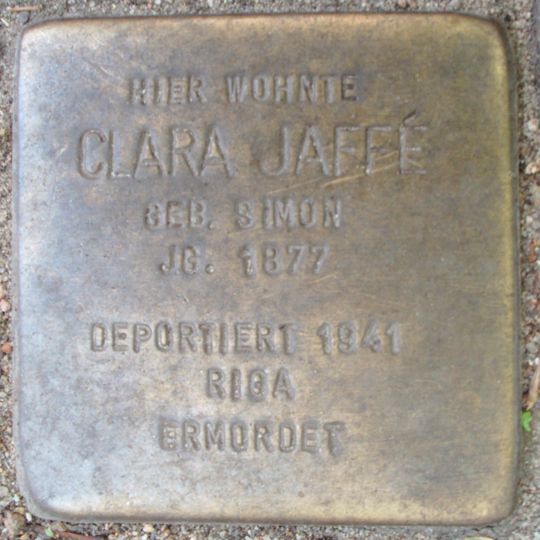 HIER WOHNTE
CLARA JAFFÉ
GEB. SIMON
JG. 1877
DEPORTIERT 1941
RIGA
ERMORDET